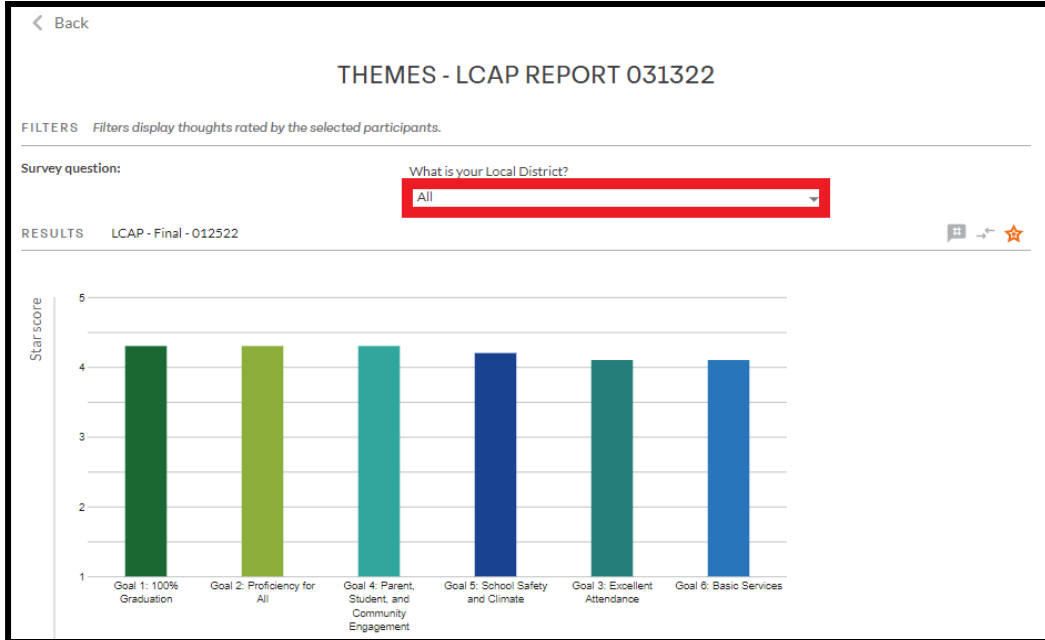 Back
THEMES - LCAP REPORT 031322
FILTERS Filters display thoughts rated by the selected participants.
Survey question:
What is your Local District?
All
RESULTS LCAP - Final - 012522
Star score
5
4
3
2
1
Goal 1: 100%
Graduation
Goal 2: Proficiency for
All
Goal 4: Parent,
Student, and
Community
Engagement
Goal 5: School Safety
and Climate
Goal 3: Excellent
Attendance
Goal 6: Basic Services